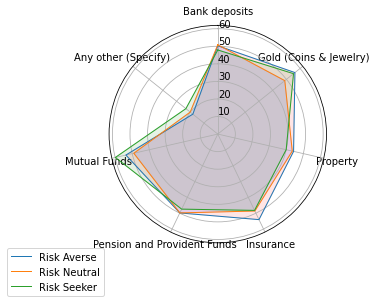 Bank deposits
60
50
40
30
20
10
Any other (Specify)
Gold (Coins & Jewelry)
Mutual Funds
Property
Pension and Provident Funds
Insurance
Risk Averse
Risk Neutral
Risk Seeker